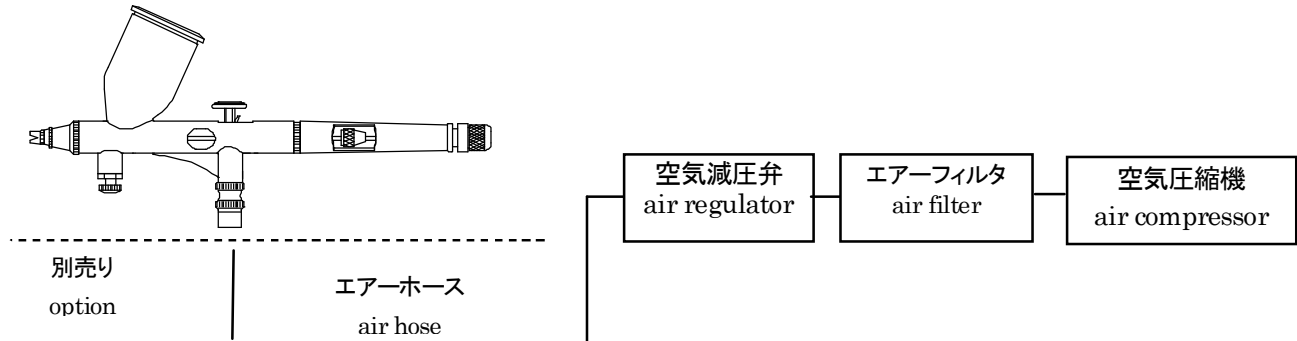 空気減圧弁
air regulator
エアーフィルタ
air filter
空気圧縮機
air compressor
別売り
option
エアーホース
air hose